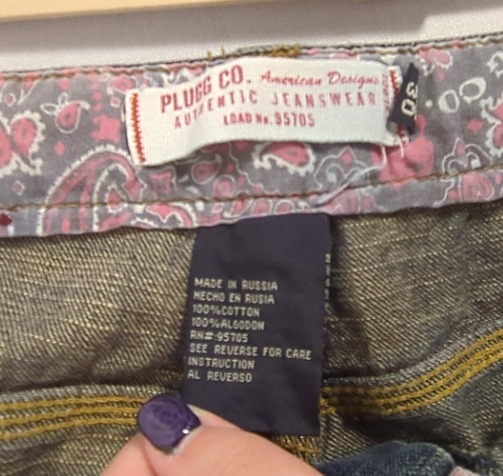 PLUGG CO. American Designs
AUTHENTIC JEANSWEAR
LOAD No. 95705
30
MADE IN RUSSIA
HECHO EN RUSIA
100%COTTON
100%ALGODON
RN# 95705
SEE REVERSE FOR CARE
INSTRUCTION
AL REVERSO